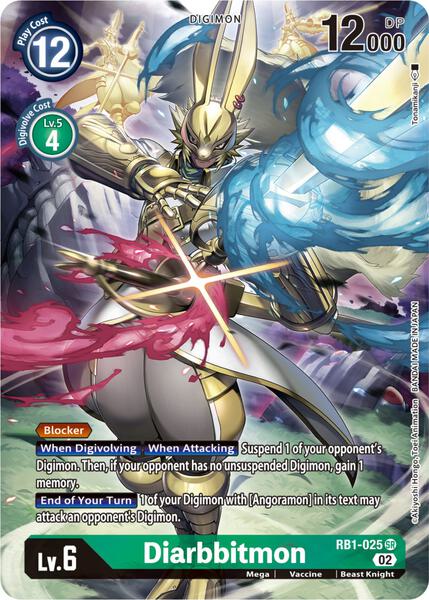 DIGIMON
Play Cost
12
DP
12000
Digivolve Cost
Lv.5
4
Tonamikanji
©Akiyoshi Hongo, Toei Animation BANDAI MADE IN JAPAN
Blocker
When Digivolving When Attacking Suspend 1 of your opponent's
Digimon. Then, if your opponent has no unsuspended Digimon, gain 1
memory.
End of Your Turn 1 of your Digimon with [Angoramon] in its text may
attack an opponent's Digimon.
RB1-025 SR
Lv.6
Diarbbitmon
02
Mega Vaccine Beast Knight